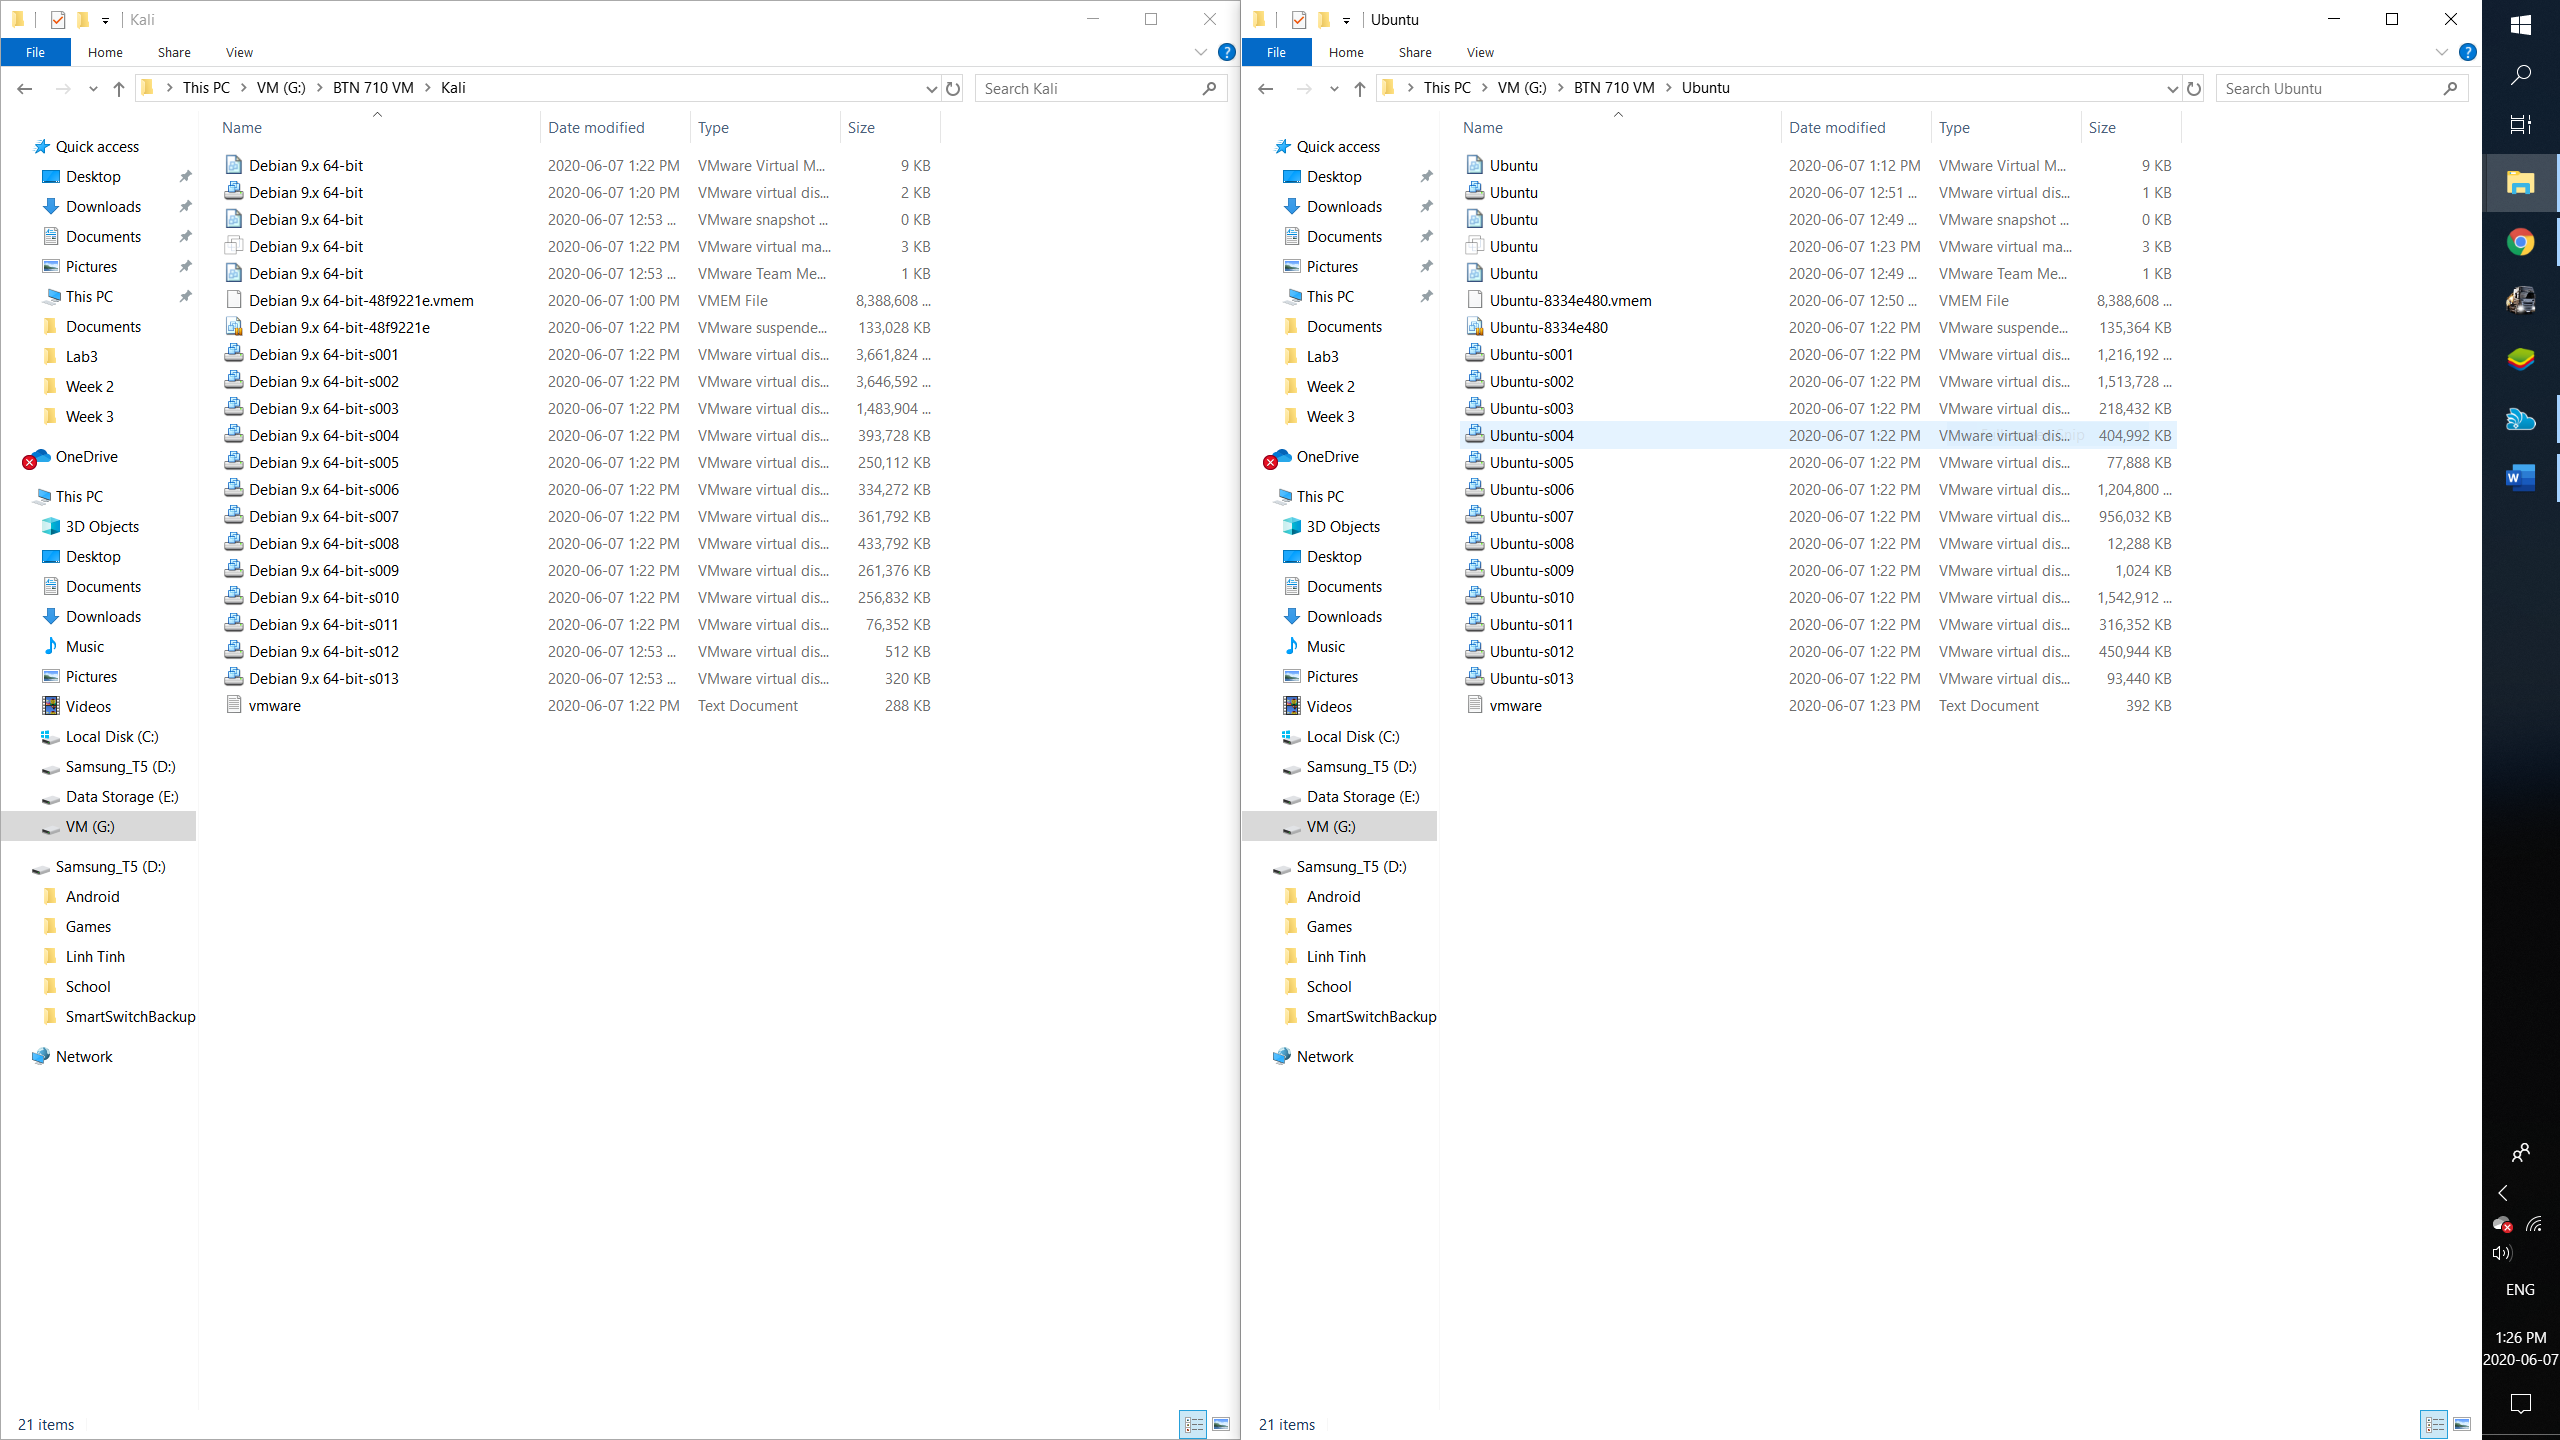 Kali
File Home Share View
This PC VM (G:) BTN 710 VM Kali
Search Kali
Name Date modified Type Size
Quick access
Desktop
Downloads
Documents
Pictures
This PC
Documents
Lab3
Week 2
Week 3
OneDrive
This PC
3D Objects
Desktop
Documents
Downloads
Music
Pictures
Videos
Local Disk (C:)
Samsung_T5 (D:)
Data Storage (E:)
VM (G:)
Samsung_T5 (D:)
Android
Games
Linh Tinh
School
SmartSwitchBackup
Network
Debian 9.x 64-bit 2020-06-07 1:22 PM VMware Virtual M... 9 KB
Debian 9.x 64-bit 2020-06-07 1:20 PM VMware virtual dis... 2 KB
Debian 9.x 64-bit 2020-06-07 12:53 ... VMware snapshot ... 0 KB
Debian 9.x 64-bit 2020-06-07 1:22 PM VMware virtual ma... 3 KB
Debian 9.x 64-bit 2020-06-07 12:53 ... VMware Team Me... 1 KB
Debian 9.x 64-bit-48f9221e.vmem 2020-06-07 1:00 PM VMEM File 8,388,608 ...
Debian 9.x 64-bit-48f9221e 2020-06-07 1:22 PM VMware suspende... 133,028 KB
Debian 9.x 64-bit-s001 2020-06-07 1:22 PM VMware virtual dis... 3,661,824 ...
Debian 9.x 64-bit-s002 2020-06-07 1:22 PM VMware virtual dis... 3,646,592 ...
Debian 9.x 64-bit-s003 2020-06-07 1:22 PM VMware virtual dis... 1,483,904 ...
Debian 9.x 64-bit-s004 2020-06-07 1:22 PM VMware virtual dis... 393,728 KB
Debian 9.x 64-bit-s005 2020-06-07 1:22 PM VMware virtual dis... 250,112 KB
Debian 9.x 64-bit-s006 2020-06-07 1:22 PM VMware virtual dis... 334,272 KB
Debian 9.x 64-bit-s007 2020-06-07 1:22 PM VMware virtual dis... 361,792 KB
Debian 9.x 64-bit-s008 2020-06-07 1:22 PM VMware virtual dis... 433,792 KB
Debian 9.x 64-bit-s009 2020-06-07 1:22 PM VMware virtual dis... 261,376 KB
Debian 9.x 64-bit-s010 2020-06-07 1:22 PM VMware virtual dis... 256,832 KB
Debian 9.x 64-bit-s011 2020-06-07 1:22 PM VMware virtual dis... 76,352 KB
Debian 9.x 64-bit-s012 2020-06-07 12:53 ... VMware virtual dis... 512 KB
Debian 9.x 64-bit-s013 2020-06-07 12:53 ... VMware virtual dis... 320 KB
vmware 2020-06-07 1:22 PM Text Document 288 KB
21 items
Ubuntu
File Home Share View
This PC VM (G:) BTN 710 VM Ubuntu
Search Ubuntu
Name Date modified Type Size
Quick access
Desktop
Downloads
Documents
Pictures
This PC
Documents
Lab3
Week 2
Week 3
OneDrive
This PC
3D Objects
Desktop
Documents
Downloads
Music
Pictures
Videos
Local Disk (C:)
Samsung_T5 (D:)
Data Storage (E:)
VM (G:)
Samsung_T5 (D:)
Android
Games
Linh Tinh
School
SmartSwitchBackup
Network
Ubuntu 2020-06-07 1:12 PM VMware Virtual M... 9 KB
Ubuntu 2020-06-07 12:51 ... VMware virtual dis... 1 KB
Ubuntu 2020-06-07 12:49 ... VMware snapshot ... 0 KB
Ubuntu 2020-06-07 1:23 PM VMware virtual ma... 3 KB
Ubuntu 2020-06-07 12:49 ... VMware Team Me... 1 KB
Ubuntu-8334e480.vmem 2020-06-07 12:50 ... VMEM File 8,388,608 ...
Ubuntu-8334e480 2020-06-07 1:22 PM VMware suspende... 135,364 KB
Ubuntu-s001 2020-06-07 1:22 PM VMware virtual dis... 1,216,192 ...
Ubuntu-s002 2020-06-07 1:22 PM VMware virtual dis... 1,513,728 ...
Ubuntu-s003 2020-06-07 1:22 PM VMware virtual dis... 218,432 KB
Ubuntu-s004 2020-06-07 1:22 PM VMware virtual dis... 404,992 KB
Ubuntu-s005 2020-06-07 1:22 PM VMware virtual dis... 77,888 KB
Ubuntu-s006 2020-06-07 1:22 PM VMware virtual dis... 1,204,800 ...
Ubuntu-s007 2020-06-07 1:22 PM VMware virtual dis... 956,032 KB
Ubuntu-s008 2020-06-07 1:22 PM VMware virtual dis... 12,288 KB
Ubuntu-s009 2020-06-07 1:22 PM VMware virtual dis... 1,024 KB
Ubuntu-s010 2020-06-07 1:22 PM VMware virtual dis... 1,542,912 ...
Ubuntu-s011 2020-06-07 1:22 PM VMware virtual dis... 316,352 KB
Ubuntu-s012 2020-06-07 1:22 PM VMware virtual dis... 450,944 KB
Ubuntu-s013 2020-06-07 1:22 PM VMware virtual dis... 93,440 KB
vmware 2020-06-07 1:23 PM Text Document 392 KB
21 items
W
ENG
1:26 PM
2020-06-07